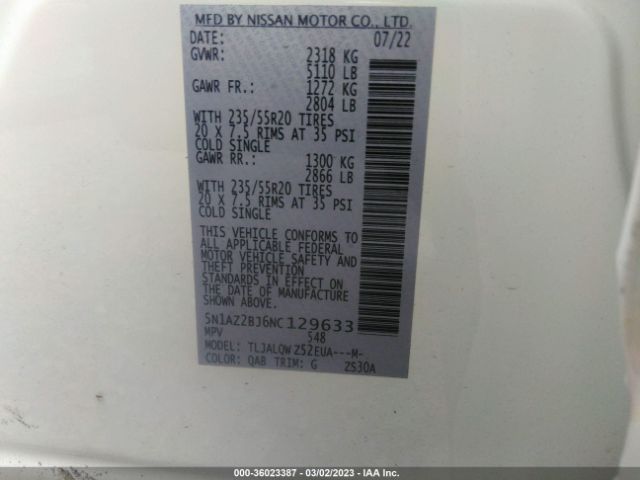 MFD BY NISSAN MOTOR CO., LTD.
DATE: 07/22
GVWR: 2318 KG
5110 LB
GAWR FR.: 1272 KG
2804 LB
WITH 235/55R20 TIRES
20 X 7.5 RIMS AT 35 PSI
COLD SINGLE
GAWR RR.: 1300 KG
2866 LB
WITH 235/55R20 TIRES
20 X 7.5 RIMS AT 35 PSI
COLD SINGLE
THIS VEHICLE CONFORMS TO
ALL APPLICABLE FEDERAL
MOTOR VEHICLE SAFETY AND
THEFT PREVENTION
STANDARDS IN EFFECT ON
THE DATE OF MANUFACTURE
SHOWN ABOVE.
5N1AZ2BJ6NC129633
MPV 548
MODEL: TLJALQWZ52EUA---M-
COLOR: QAB TRIM: G ZS30A
000-36023387 - 03/02/2023 - IAA Inc.